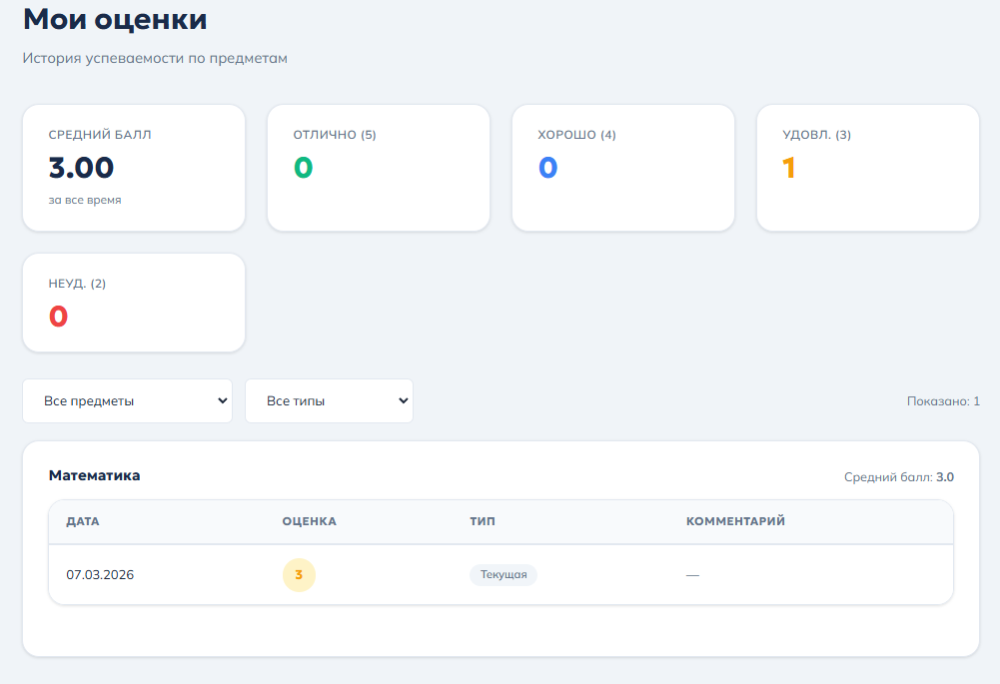 Мои оценки
История успеваемости по предметам
СРЕДНИЙ БАЛЛ
3.00
за все время
ОТЛИЧНО (5)
0
ХОРОШО (4)
0
УДОВЛ. (3)
1
НЕУД. (2)
0
Все предметы
Все типы
Показано: 1
Математика
Средний балл: 3.0
ДАТА ОЦЕНКА ТИП КОММЕНТАРИЙ
07.03.2026 3 Текущая —